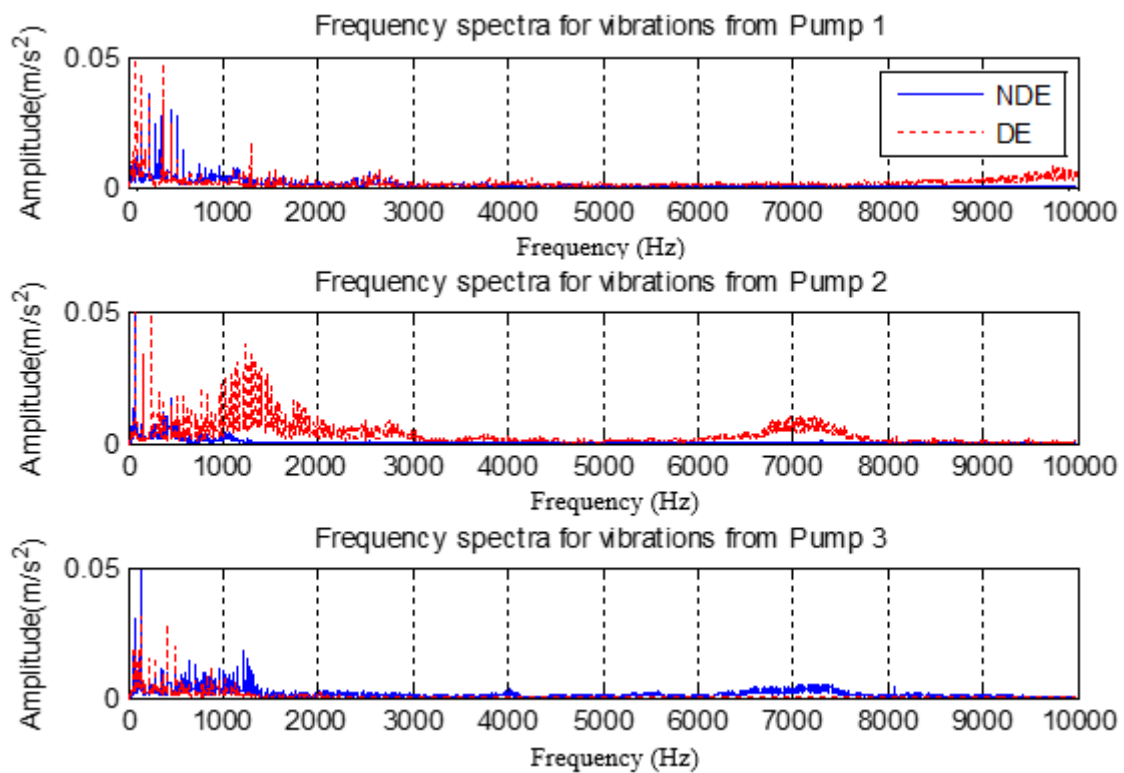 Frequency spectra for vibrations from Pump 1
Amplitude(m/s²)
0.05
0
NDE
DE
0 1000 2000 3000 4000 5000 6000 7000 8000 9000 10000
Frequency (Hz)
Frequency spectra for vibrations from Pump 2
Amplitude(m/s²)
0.05
0
0 1000 2000 3000 4000 5000 6000 7000 8000 9000 10000
Frequency (Hz)
Frequency spectra for vibrations from Pump 3
Amplitude(m/s²)
0.05
0
0 1000 2000 3000 4000 5000 6000 7000 8000 9000 10000
Frequency (Hz)